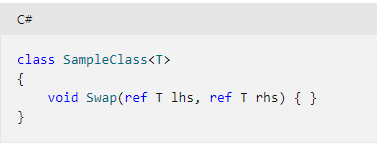 C#
class SampleClass<T>
{
    void Swap(ref T lhs, ref T rhs) { }
}